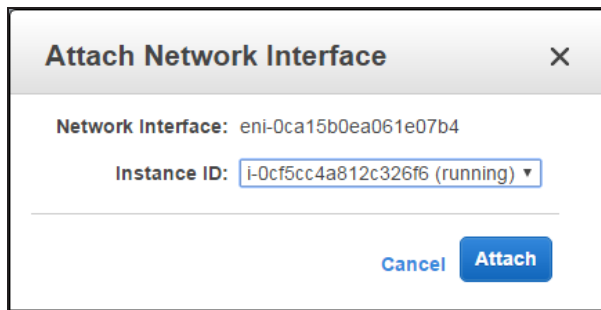 Attach Network Interface
Network Interface: eni-0ca15b0ea061e07b4
Instance ID: i-0cf5cc4a812c326f6 (running)
Cancel Attach